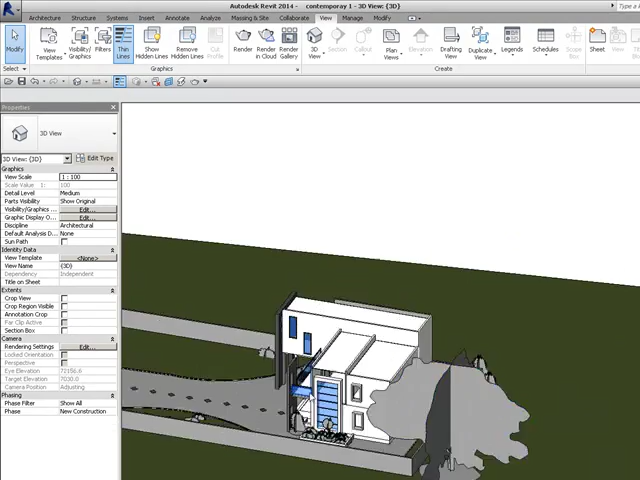 Autodesk Revit 2014 - contemporay 1 - 3D View: {3D}
Type a
Architecture Structure Systems Insert Annotate Analyze Massing & Site Collaborate View Manage Modify
Modify View Templates Visibility/ Graphics Filters Thin Lines Show Hidden Lines Remove Hidden Lines Cut Profile Render Render in Cloud Render Gallery 3D View Section Callout Plan Views Elevation Drafting View Duplicate View Legends Schedules Scope Box Sheet View
Select Graphics Create
Properties
3D View
3D View: {3D} Edit Type
Graphics
View Scale 1 : 100
Scale Value 1: 100
Detail Level Medium
Parts Visibility Show Original
Visibility/Graphics ... Edit...
Graphic Display O... Edit...
Discipline Architectural
Default Analysis D... None
Sun Path
Identity Data
View Template <None>
View Name {3D}
Dependency Independent
Title on Sheet
Extents
Crop View
Crop Region Visible
Annotation Crop
Far Clip Active
Section Box
Camera
Rendering Settings Edit...
Locked Orientation
Perspective
Eye Elevation 72156.6
Target Elevation 7030.0
Camera Position Adjusting
Phasing
Phase Filter Show All
Phase New Construction